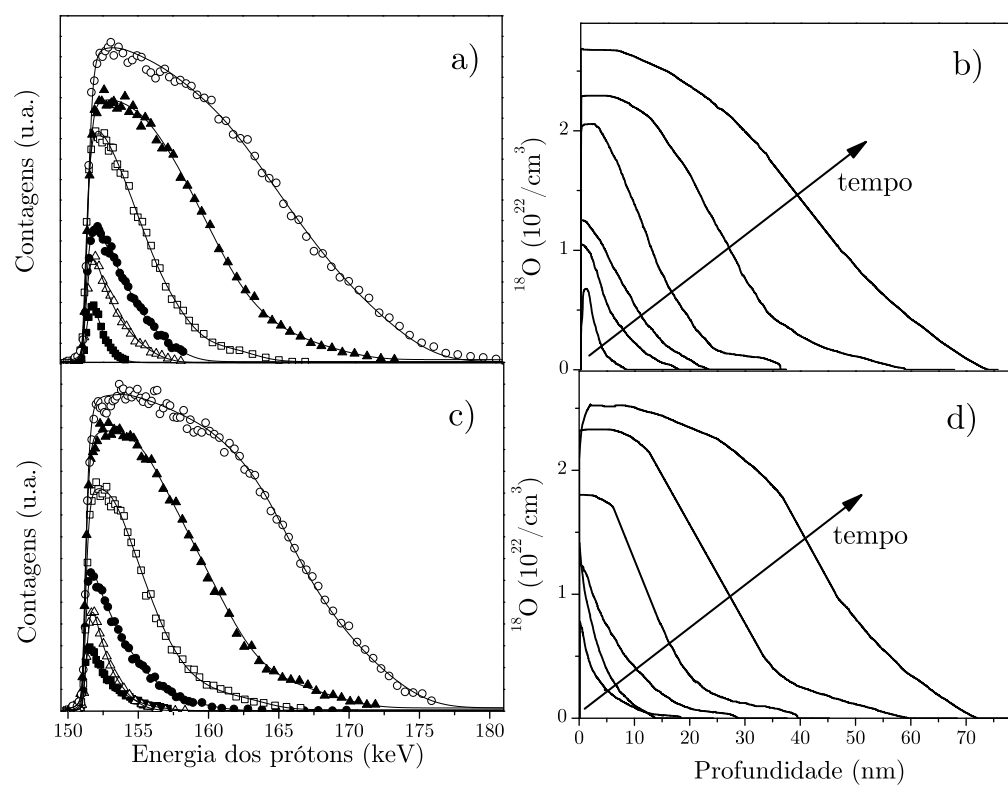 a)
Contagens (u.a.)
b)
2
1
0
¹⁸O (10²²/cm³)
tempo
c)
Contagens (u.a.)
150 155 160 165 170 175 180
Energia dos prótons (keV)
d)
2
1
0
¹⁸O (10²²/cm³)
tempo
0 10 20 30 40 50 60 70
Profundidade (nm)